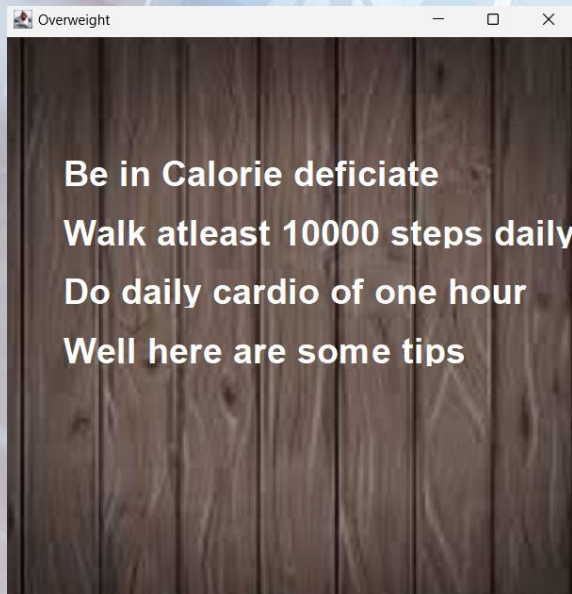 Overweight
Be in Calorie deficiate
Walk atleast 10000 steps daily
Do daily cardio of one hour
Well here are some tips